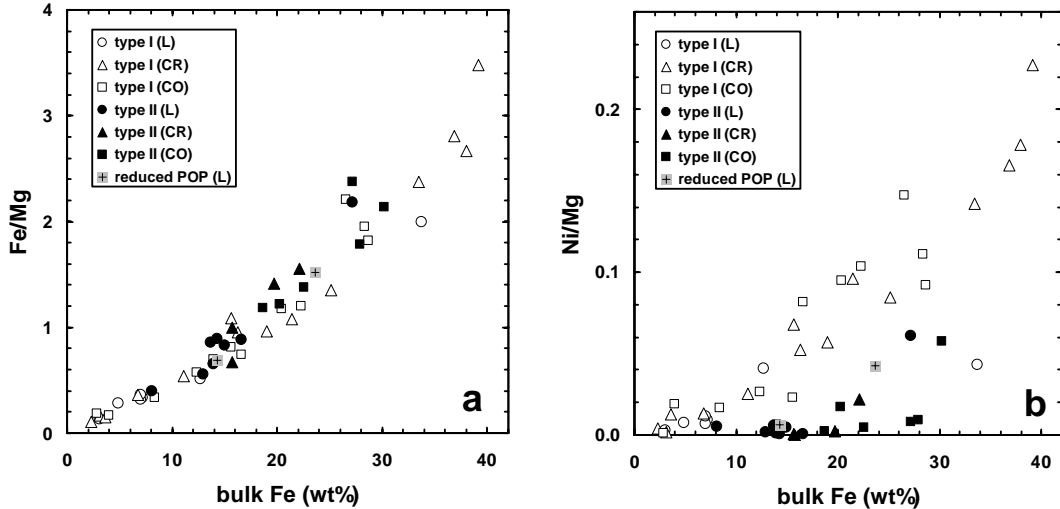 4
3
2
1
0
Fe/Mg
type I (L)
type I (CR)
type I (CO)
type II (L)
type II (CR)
type II (CO)
reduced POP (L)
a
0 10 20 30 40
bulk Fe (wt%)
0.2
0.1
0.0
Ni/Mg
type I (L)
type I (CR)
type I (CO)
type II (L)
type II (CR)
type II (CO)
reduced POP (L)
b
0 10 20 30 40
bulk Fe (wt%)